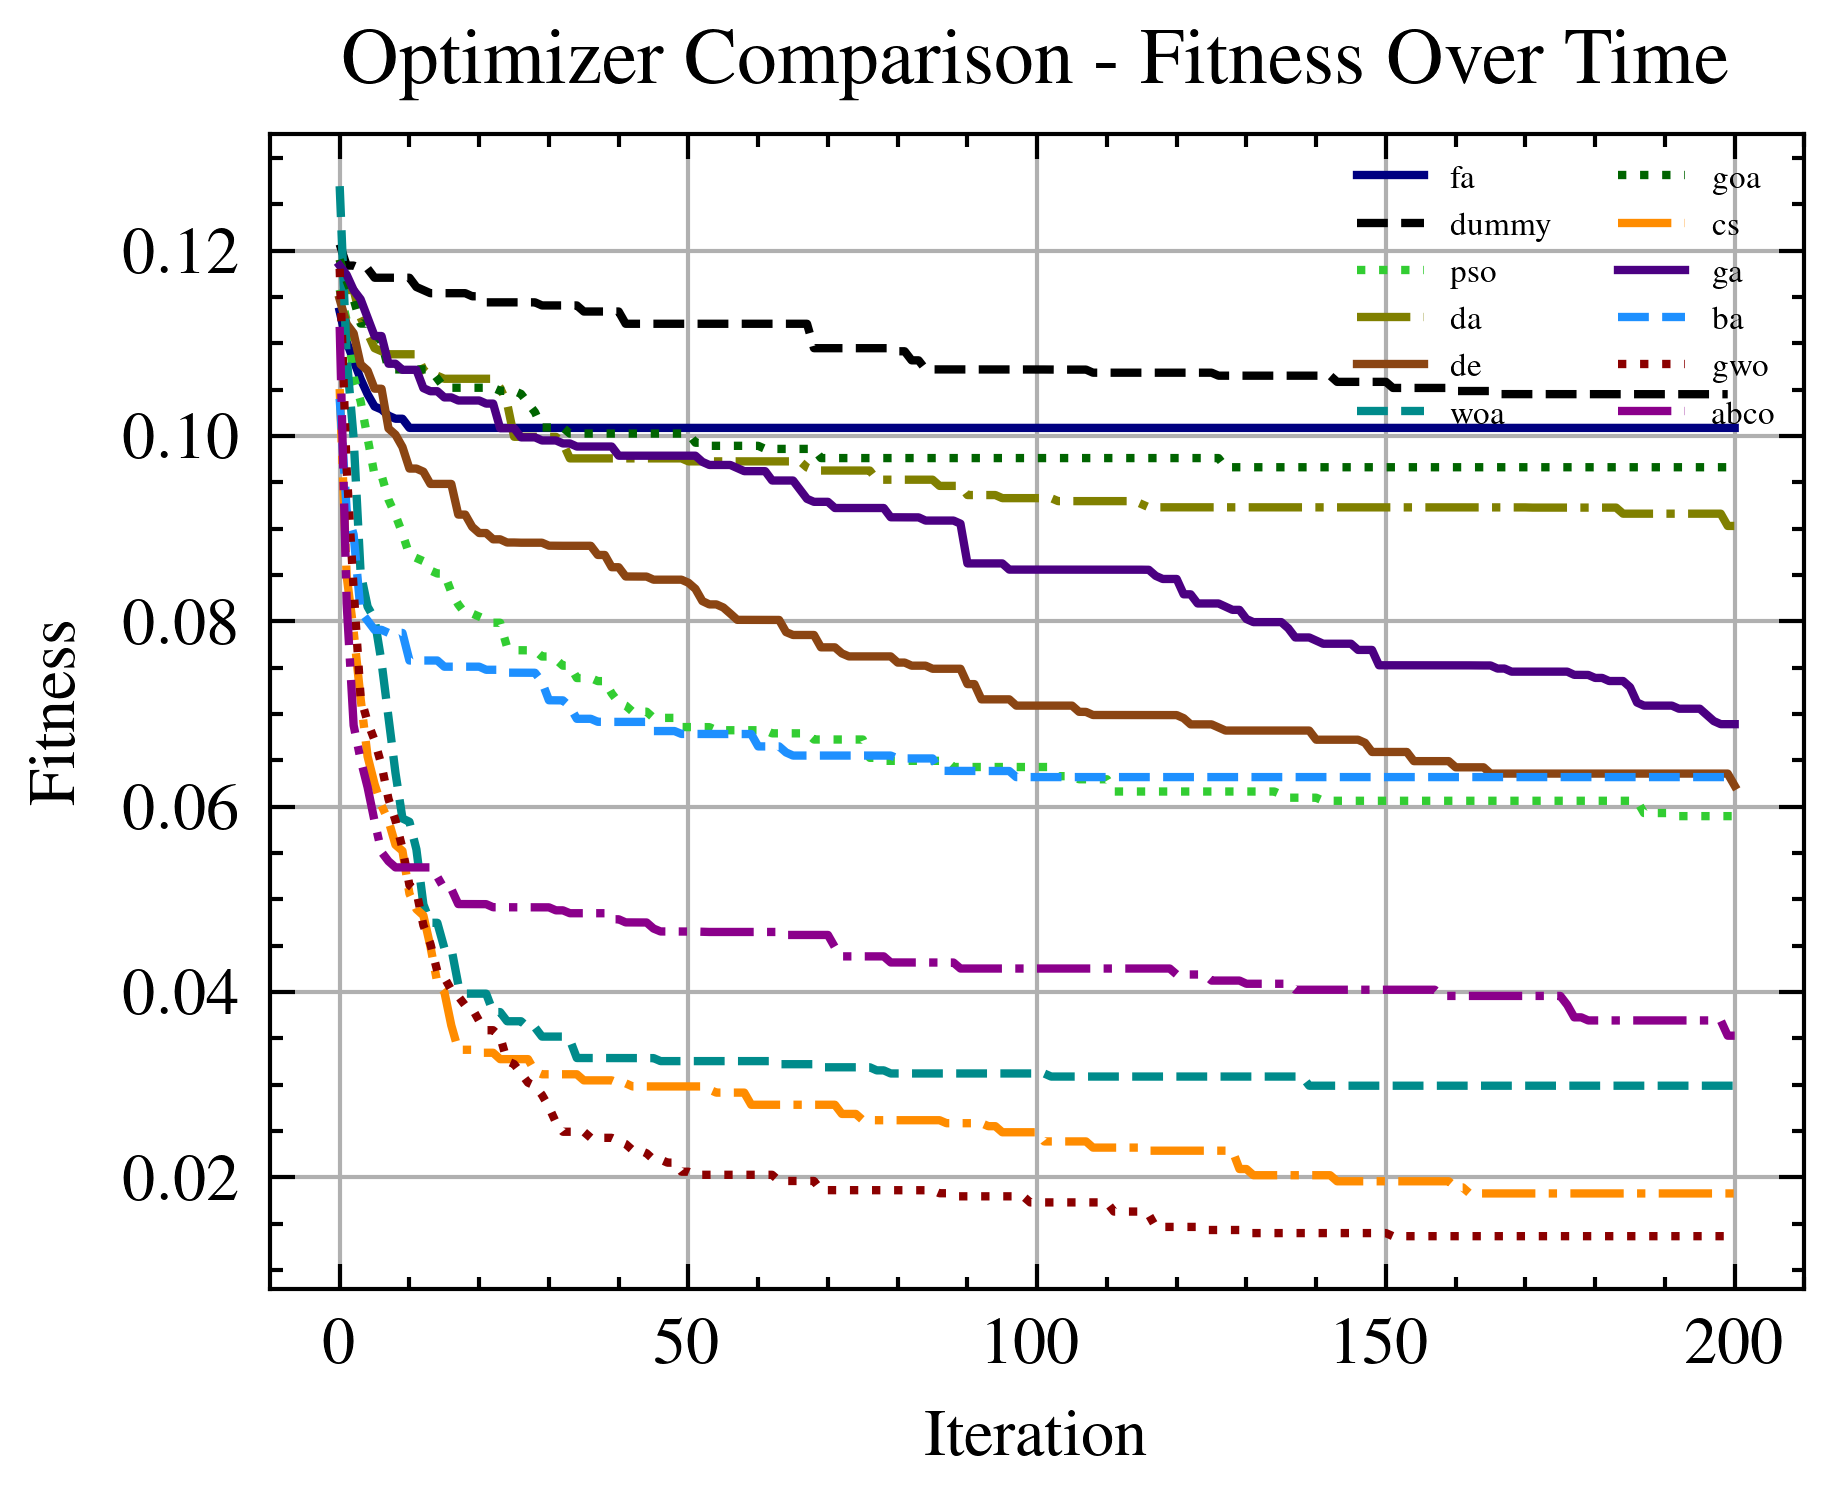 Optimizer Comparison - Fitness Over Time
fa
dummy
pso
da
de
woa
goa
cs
ga
ba
gwo
abco
0.12
0.10
0.08
0.06
0.04
0.02
Fitness
0 50 100 150 200
Iteration